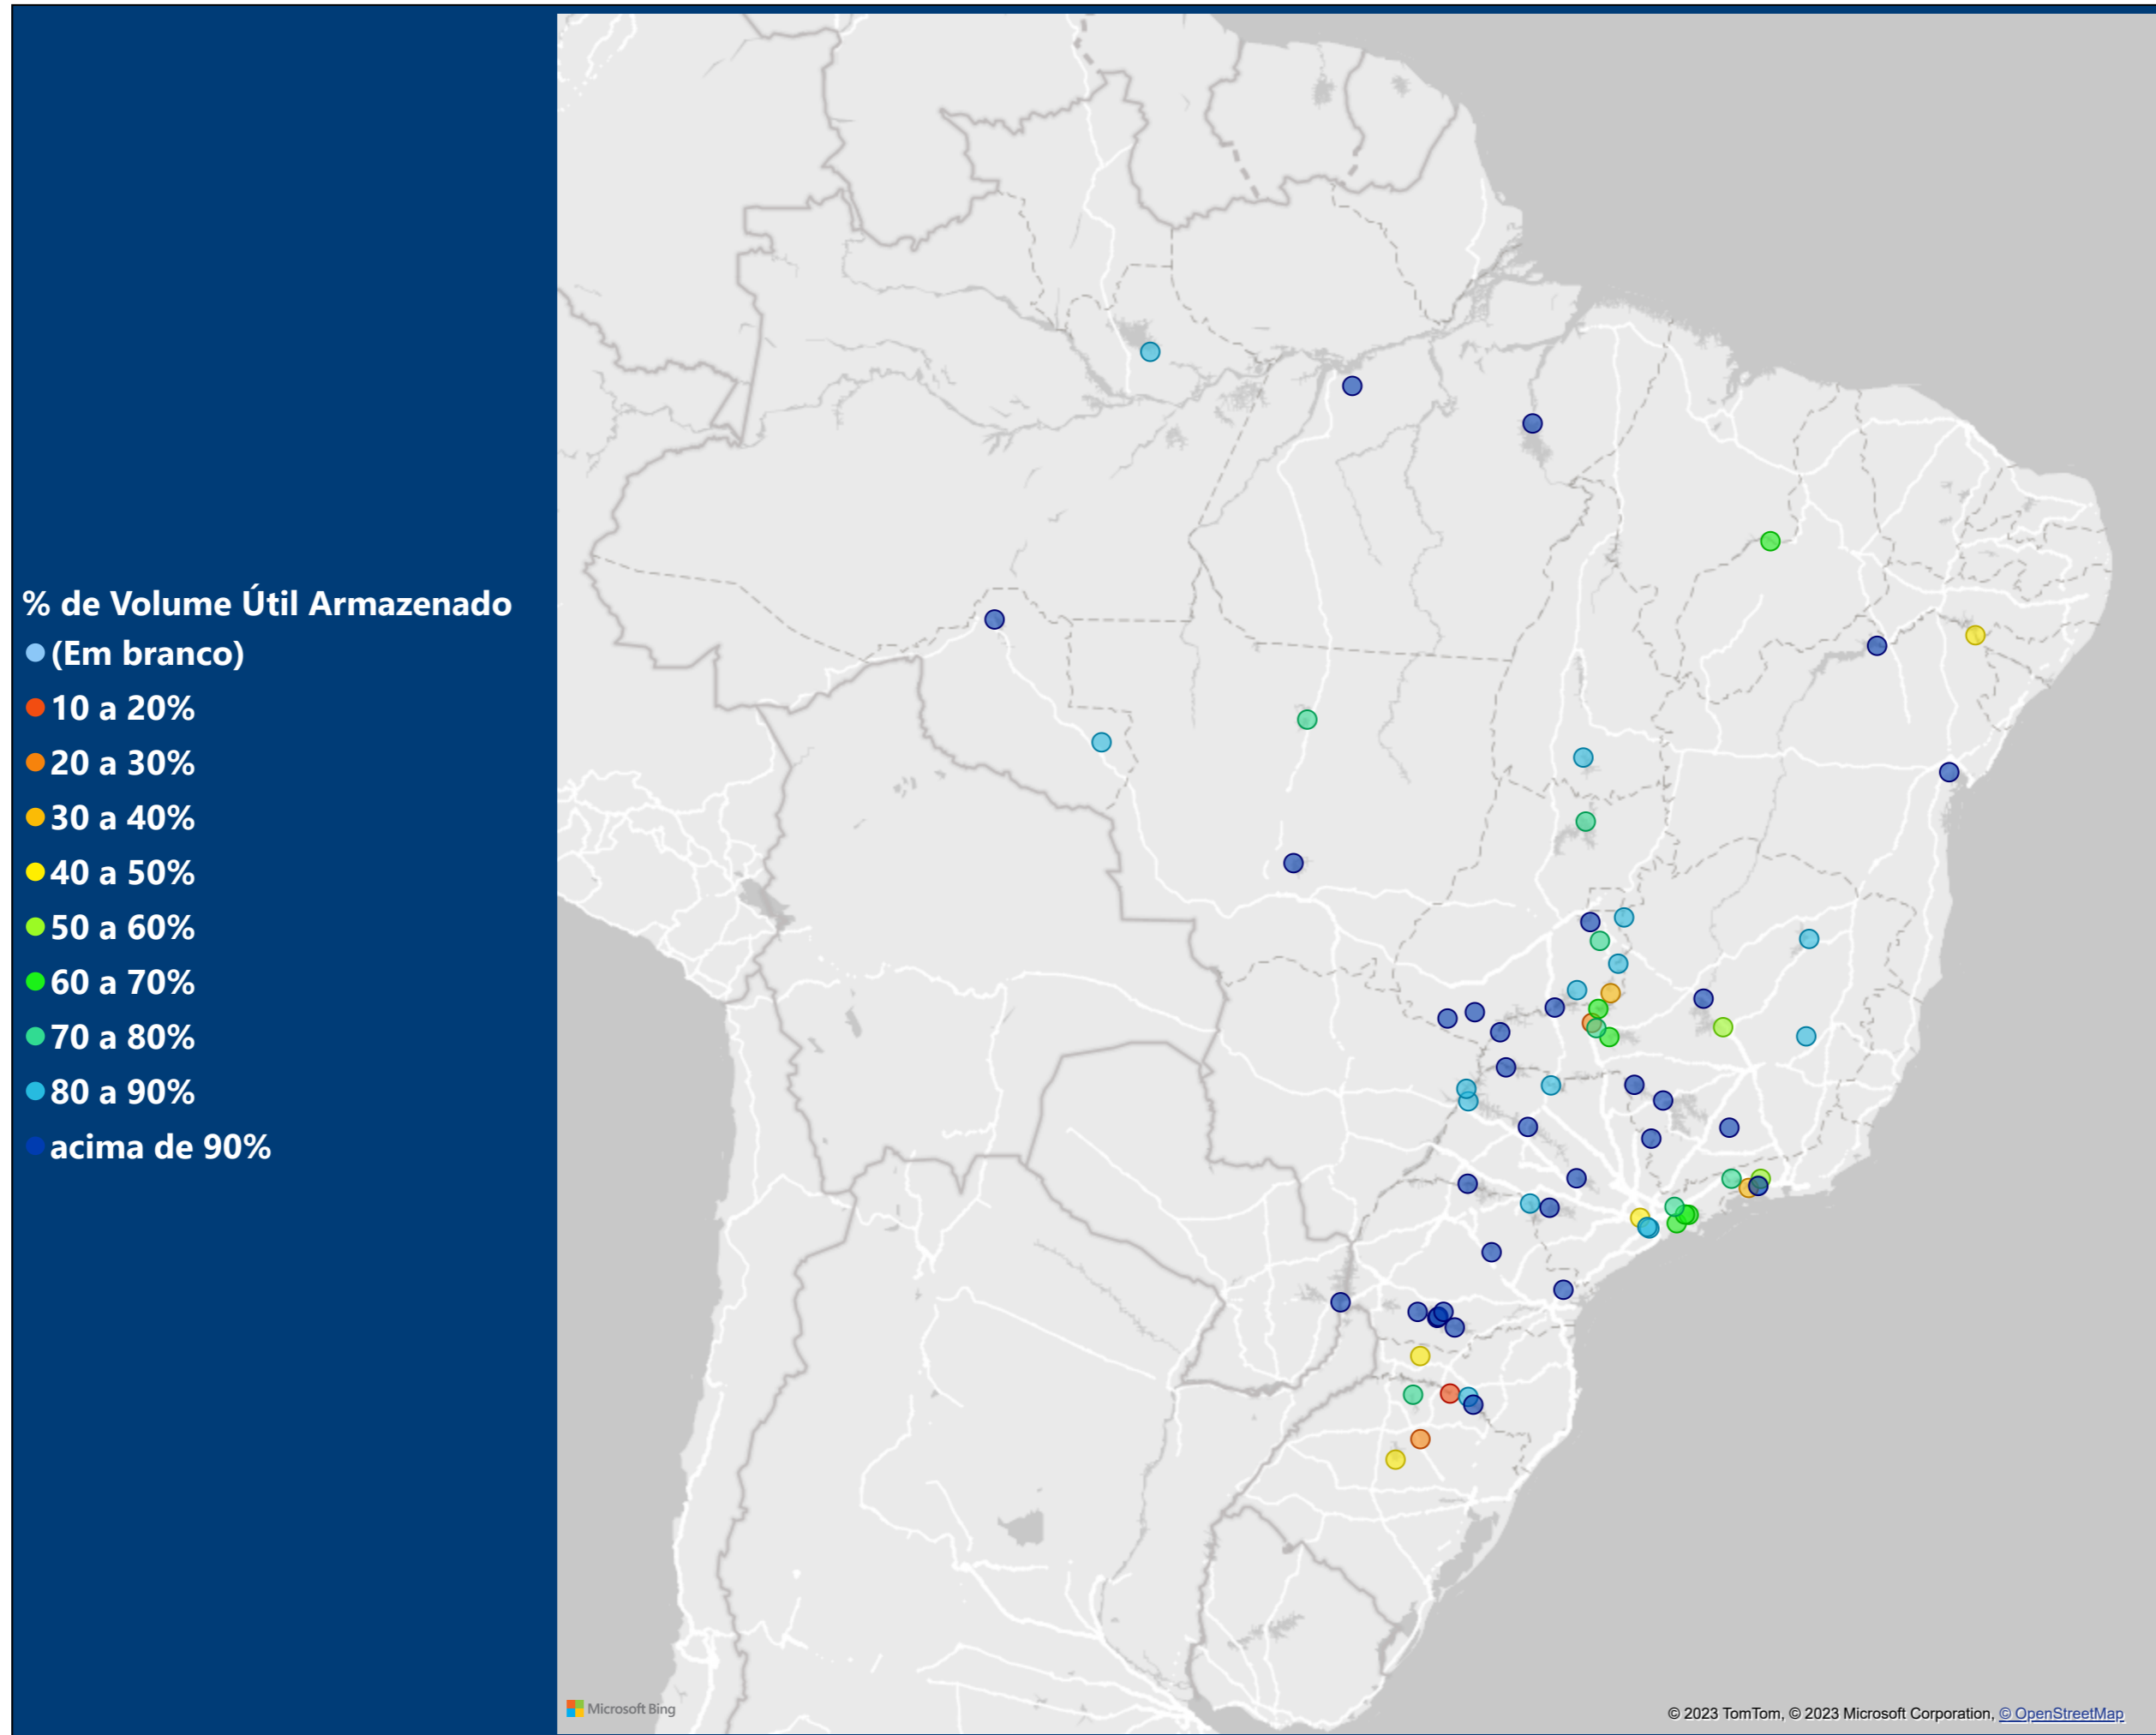 % de Volume Útil Armazenado
(Em branco)
10 a 20%
20 a 30%
30 a 40%
40 a 50%
50 a 60%
60 a 70%
70 a 80%
80 a 90%
acima de 90%
Microsoft Bing
© 2023 TomTom, © 2023 Microsoft Corporation, © OpenStreetMap